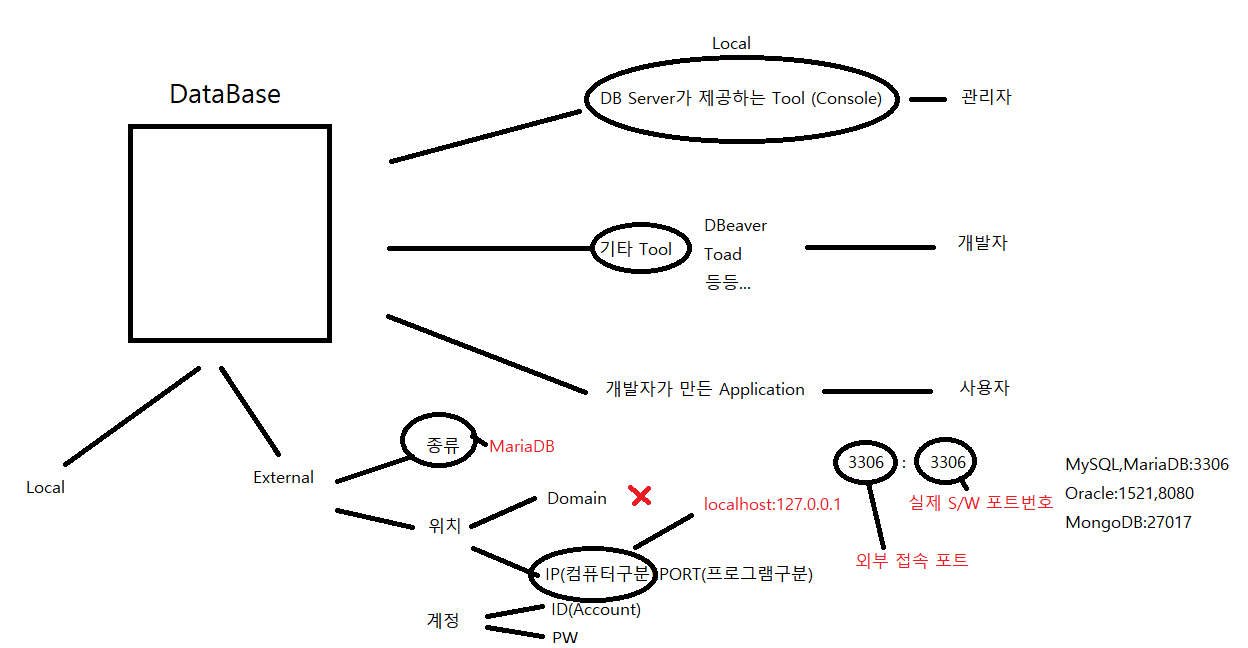 Local
DataBase
DB Server가 제공하는 Tool (Console)
관리자
기타 Tool
DBeaver
Toad
등등...
개발자
개발자가 만든 Application
사용자
Local
External
종류
MariaDB
위치
Domain
localhost:127.0.0.1
IP(컴퓨터구분)
PORT(프로그램구분)
계정
ID(Account)
PW
3306 : 3306
실제 S/W 포트번호
외부 접속 포트
MySQL,MariaDB:3306
Oracle:1521,8080
MongoDB:27017